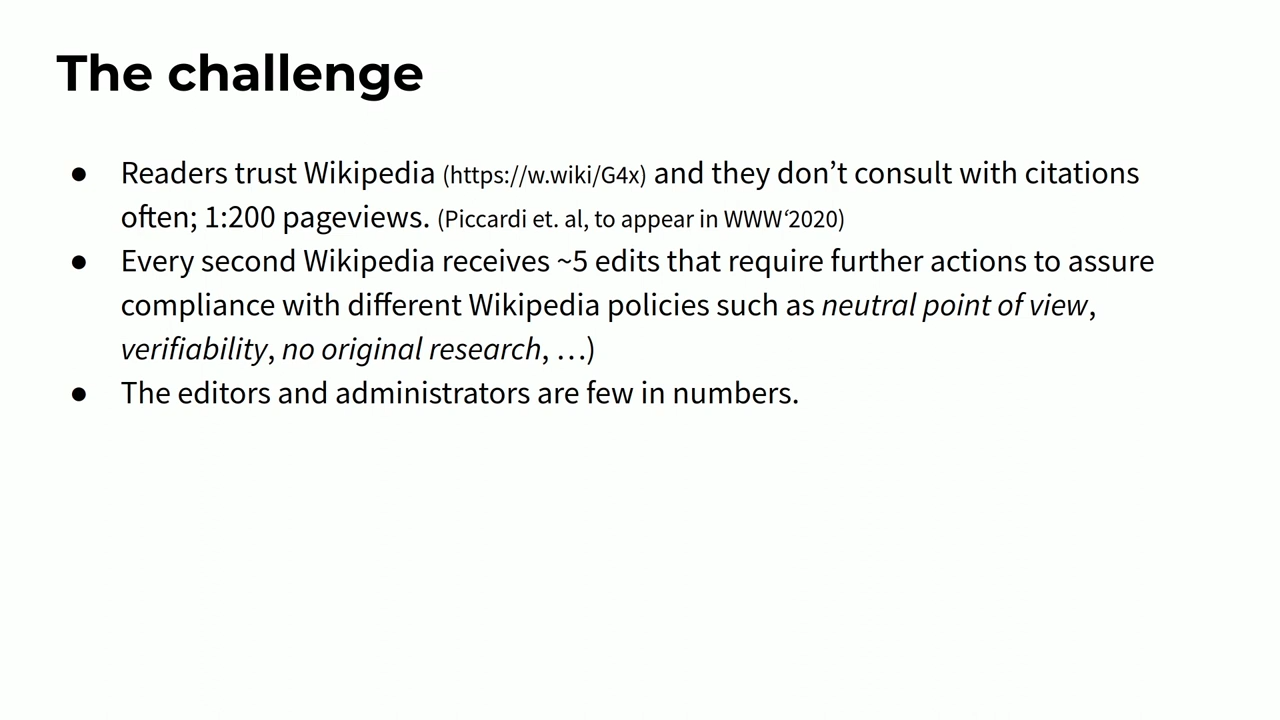 The challenge
● Readers trust Wikipedia (https://w.wiki/G4x) and they don’t consult with citations
often; 1:200 pageviews. (Piccardi et. al, to appear in WWW‘2020)
● Every second Wikipedia receives ~5 edits that require further actions to assure
compliance with different Wikipedia policies such as neutral point of view,
verifiability, no original research, …)
● The editors and administrators are few in numbers.